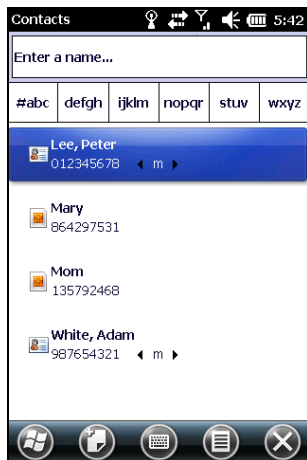 Contacts 5:42
Enter a name...
#abc defgh ijklm nopqr stuv wxyz
Lee, Peter
012345678 m
Mary
864297531
Mom
135792468
White, Adam
987654321 m